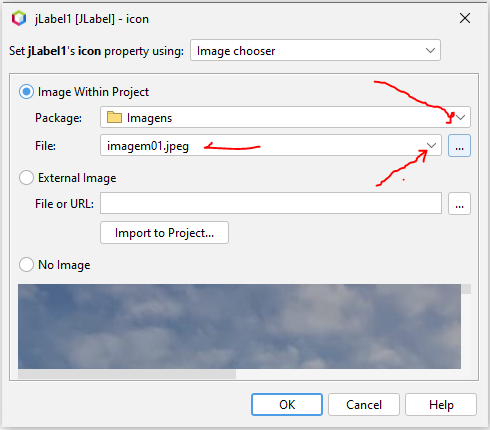 jLabel1 [JLabel] - icon
Set jLabel1's icon property using: Image chooser
Image Within Project
Package: Imagens
File: imagem01.jpeg ...
External Image
File or URL: ...
Import to Project...
No Image
OK Cancel Help